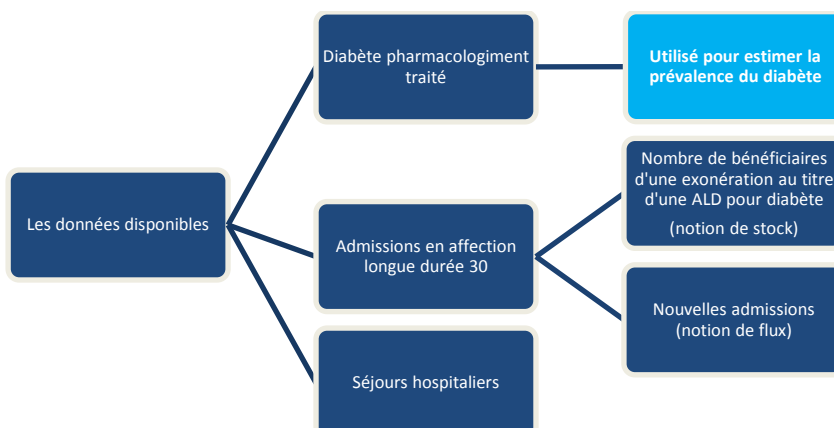 Diabète pharmacologiment
traité
Utilisé pour estimer la
prévalence du diabète
Les données disponibles
Admissions en affection
longue durée 30
Nombre de bénéficiaires
d'une exonération au titre
d'une ALD pour diabète
(notion de stock)
Nouvelles admissions
(notion de flux)
Séjours hospitaliers